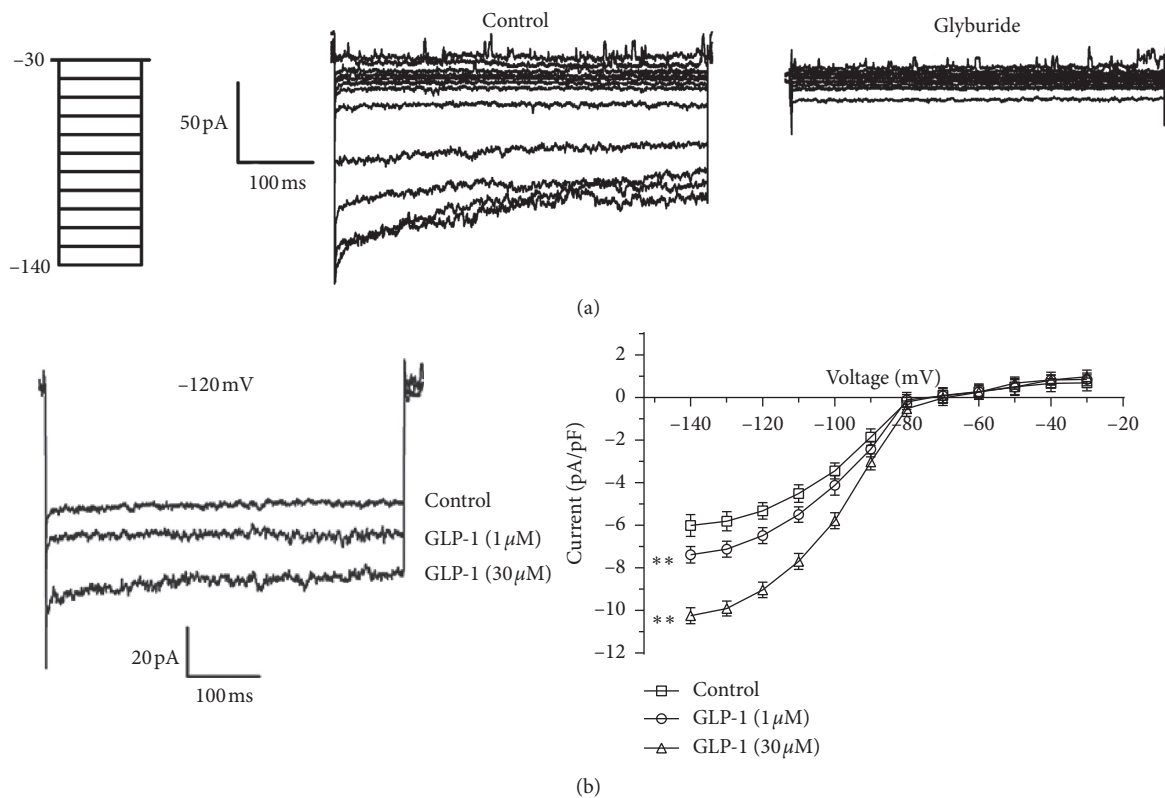 Control
Glyburide
−30
−140
50 pA
100 ms
(a)
−120 mV
Control
GLP-1 (1 μM)
GLP-1 (30 μM)
20 pA
100 ms
Current (pA/pF)
Voltage (mV)
2
0
−2
−4
−6
−8
−10
−12
−140
−120
−100
−80
−60
−40
−20
**
**
Control
GLP-1 (1 μM)
GLP-1 (30 μM)
(b)